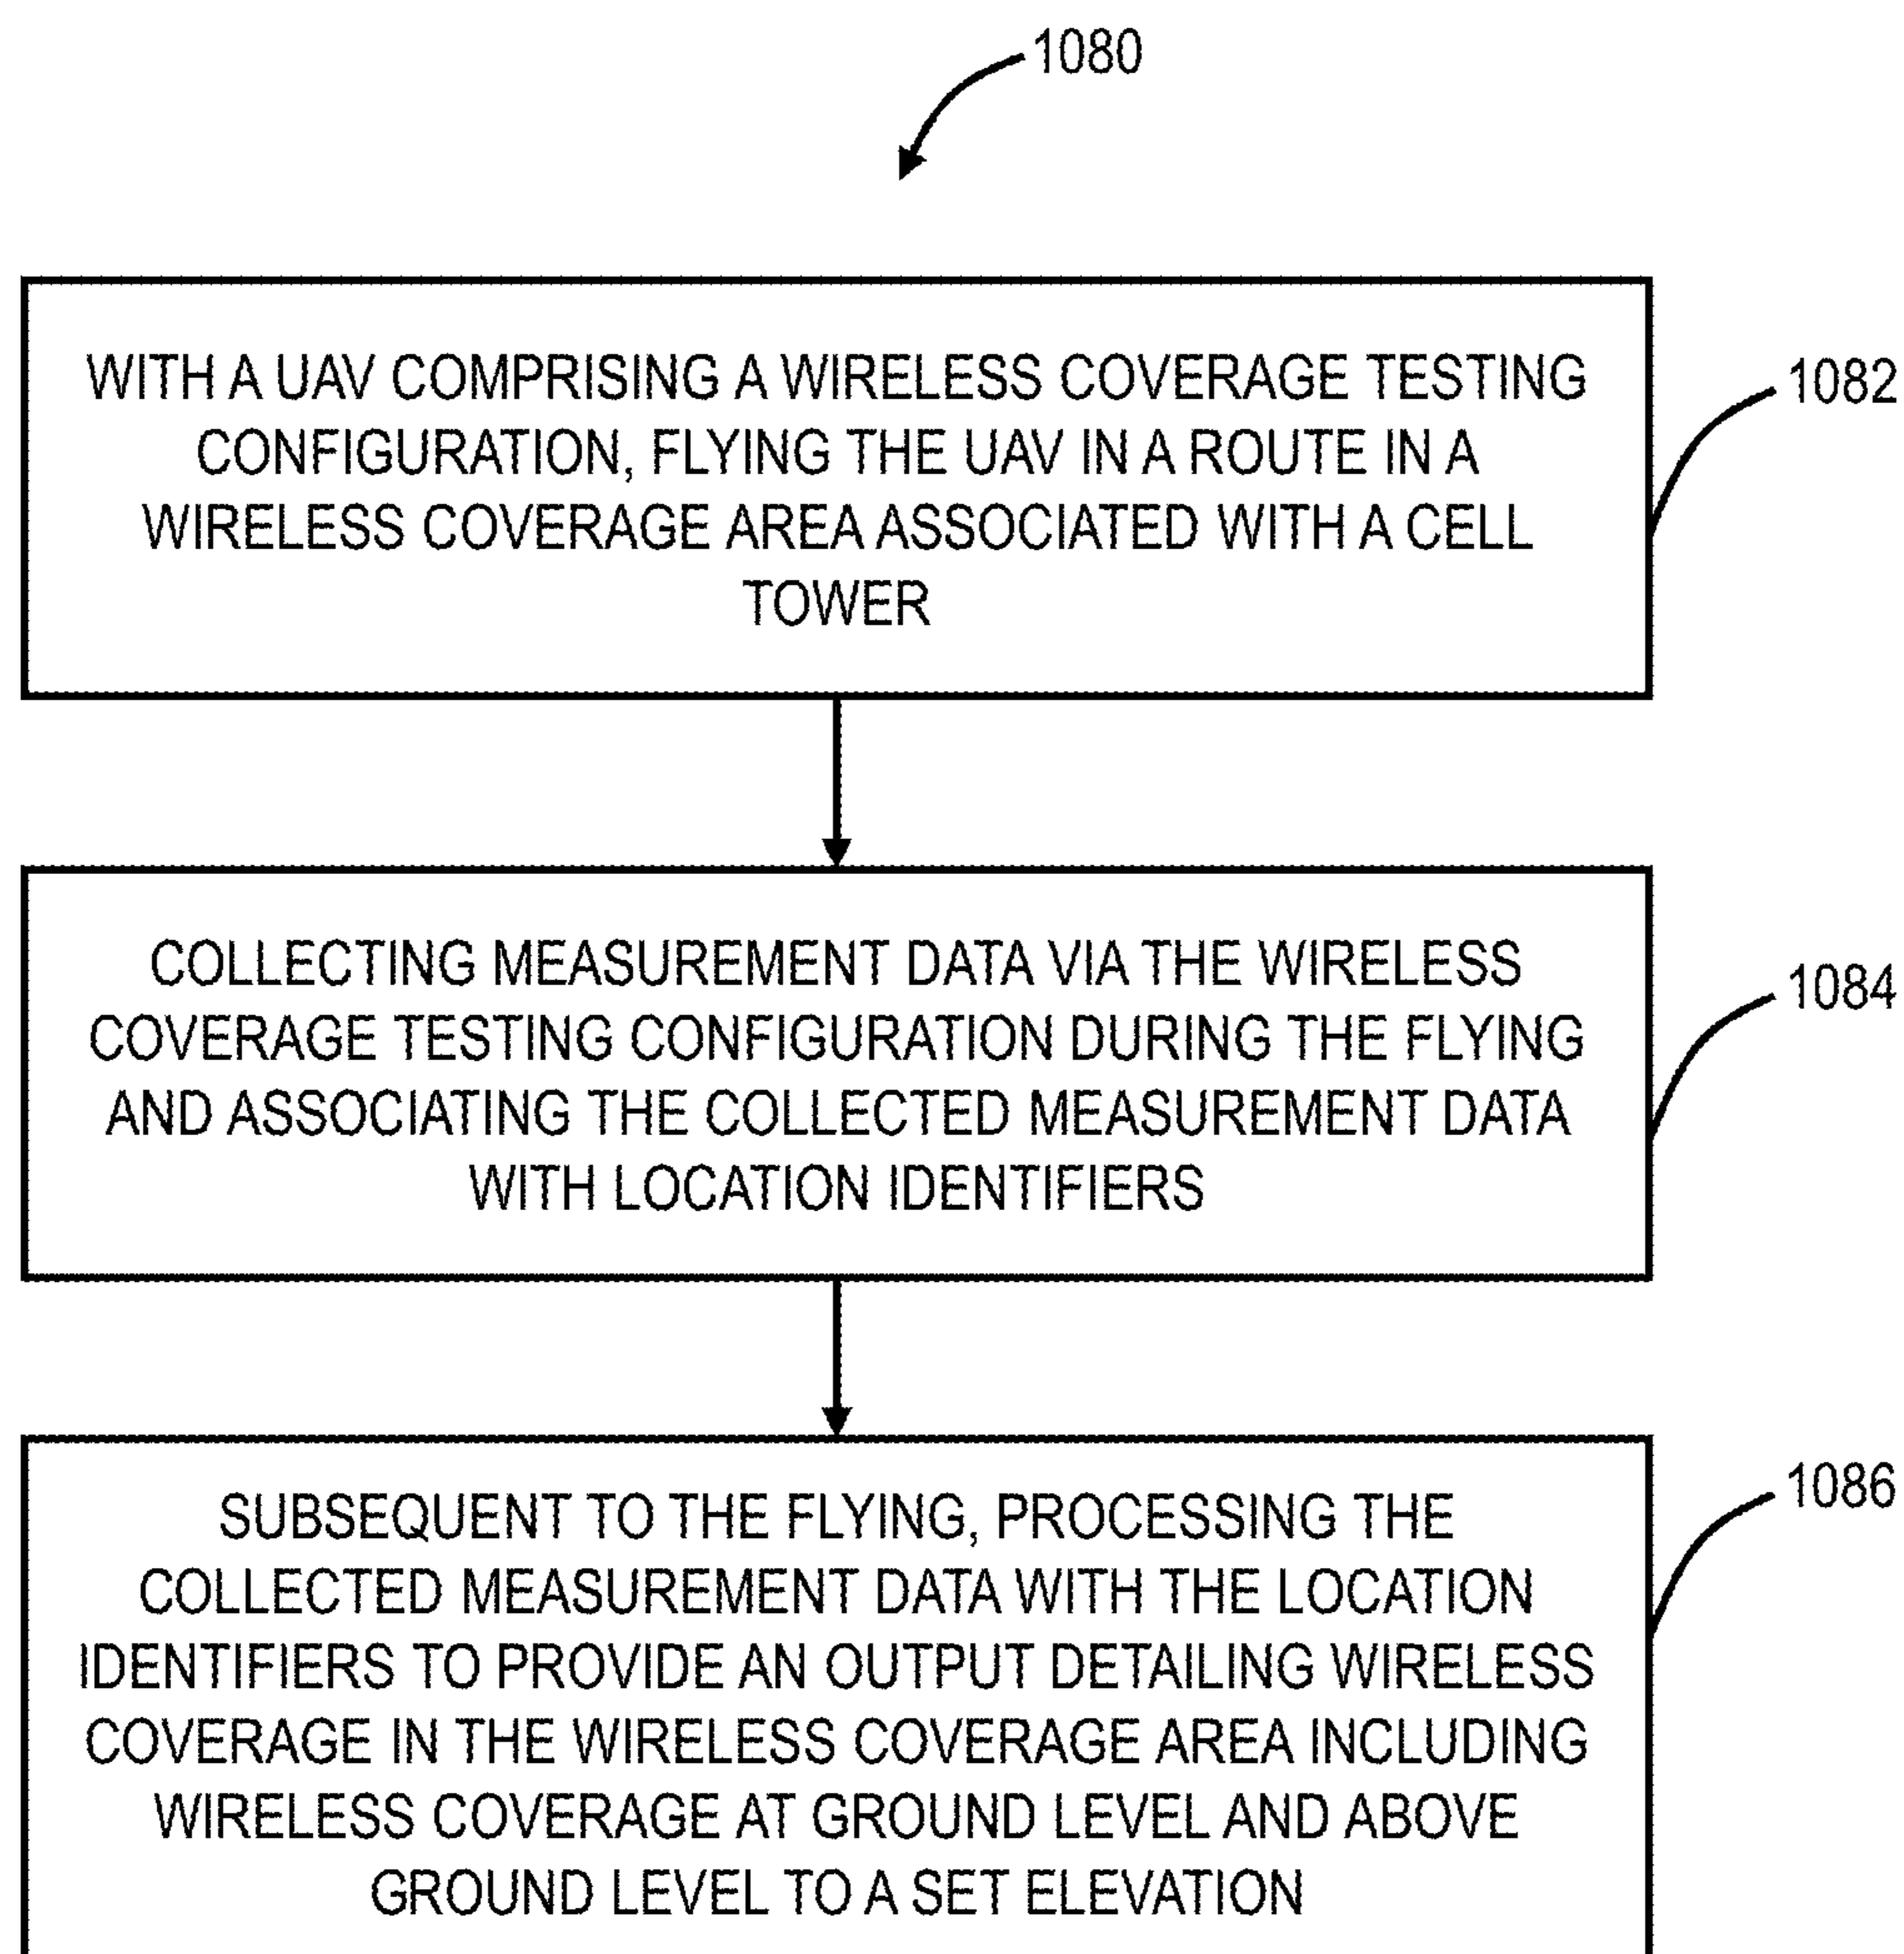 1080
WITH A UAV COMPRISING A WIRELESS COVERAGE TESTING
CONFIGURATION, FLYING THE UAV IN A ROUTE IN A
WIRELESS COVERAGE AREA ASSOCIATED WITH A CELL
TOWER
1082
COLLECTING MEASUREMENT DATA VIA THE WIRELESS
COVERAGE TESTING CONFIGURATION DURING THE FLYING
AND ASSOCIATING THE COLLECTED MEASUREMENT DATA
WITH LOCATION IDENTIFIERS
1084
SUBSEQUENT TO THE FLYING, PROCESSING THE
COLLECTED MEASUREMENT DATA WITH THE LOCATION
IDENTIFIERS TO PROVIDE AN OUTPUT DETAILING WIRELESS
COVERAGE IN THE WIRELESS COVERAGE AREA INCLUDING
WIRELESS COVERAGE AT GROUND LEVEL AND ABOVE
GROUND LEVEL TO A SET ELEVATION
1086